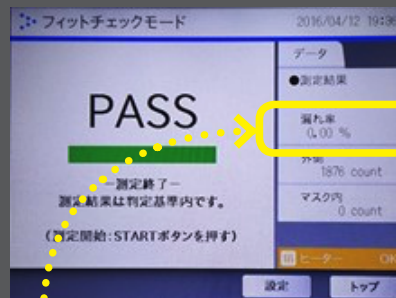 フィットチェックモード
2016/04/12 19:36
データ
●測定結果
漏れ率
0.00 %
外側
1876 count
マスク内
0 count
PASS
－測定終了－
測定結果は判定基準内です。
（測定開始：STARTボタンを押す）
ヒーター OK
設定
トップ